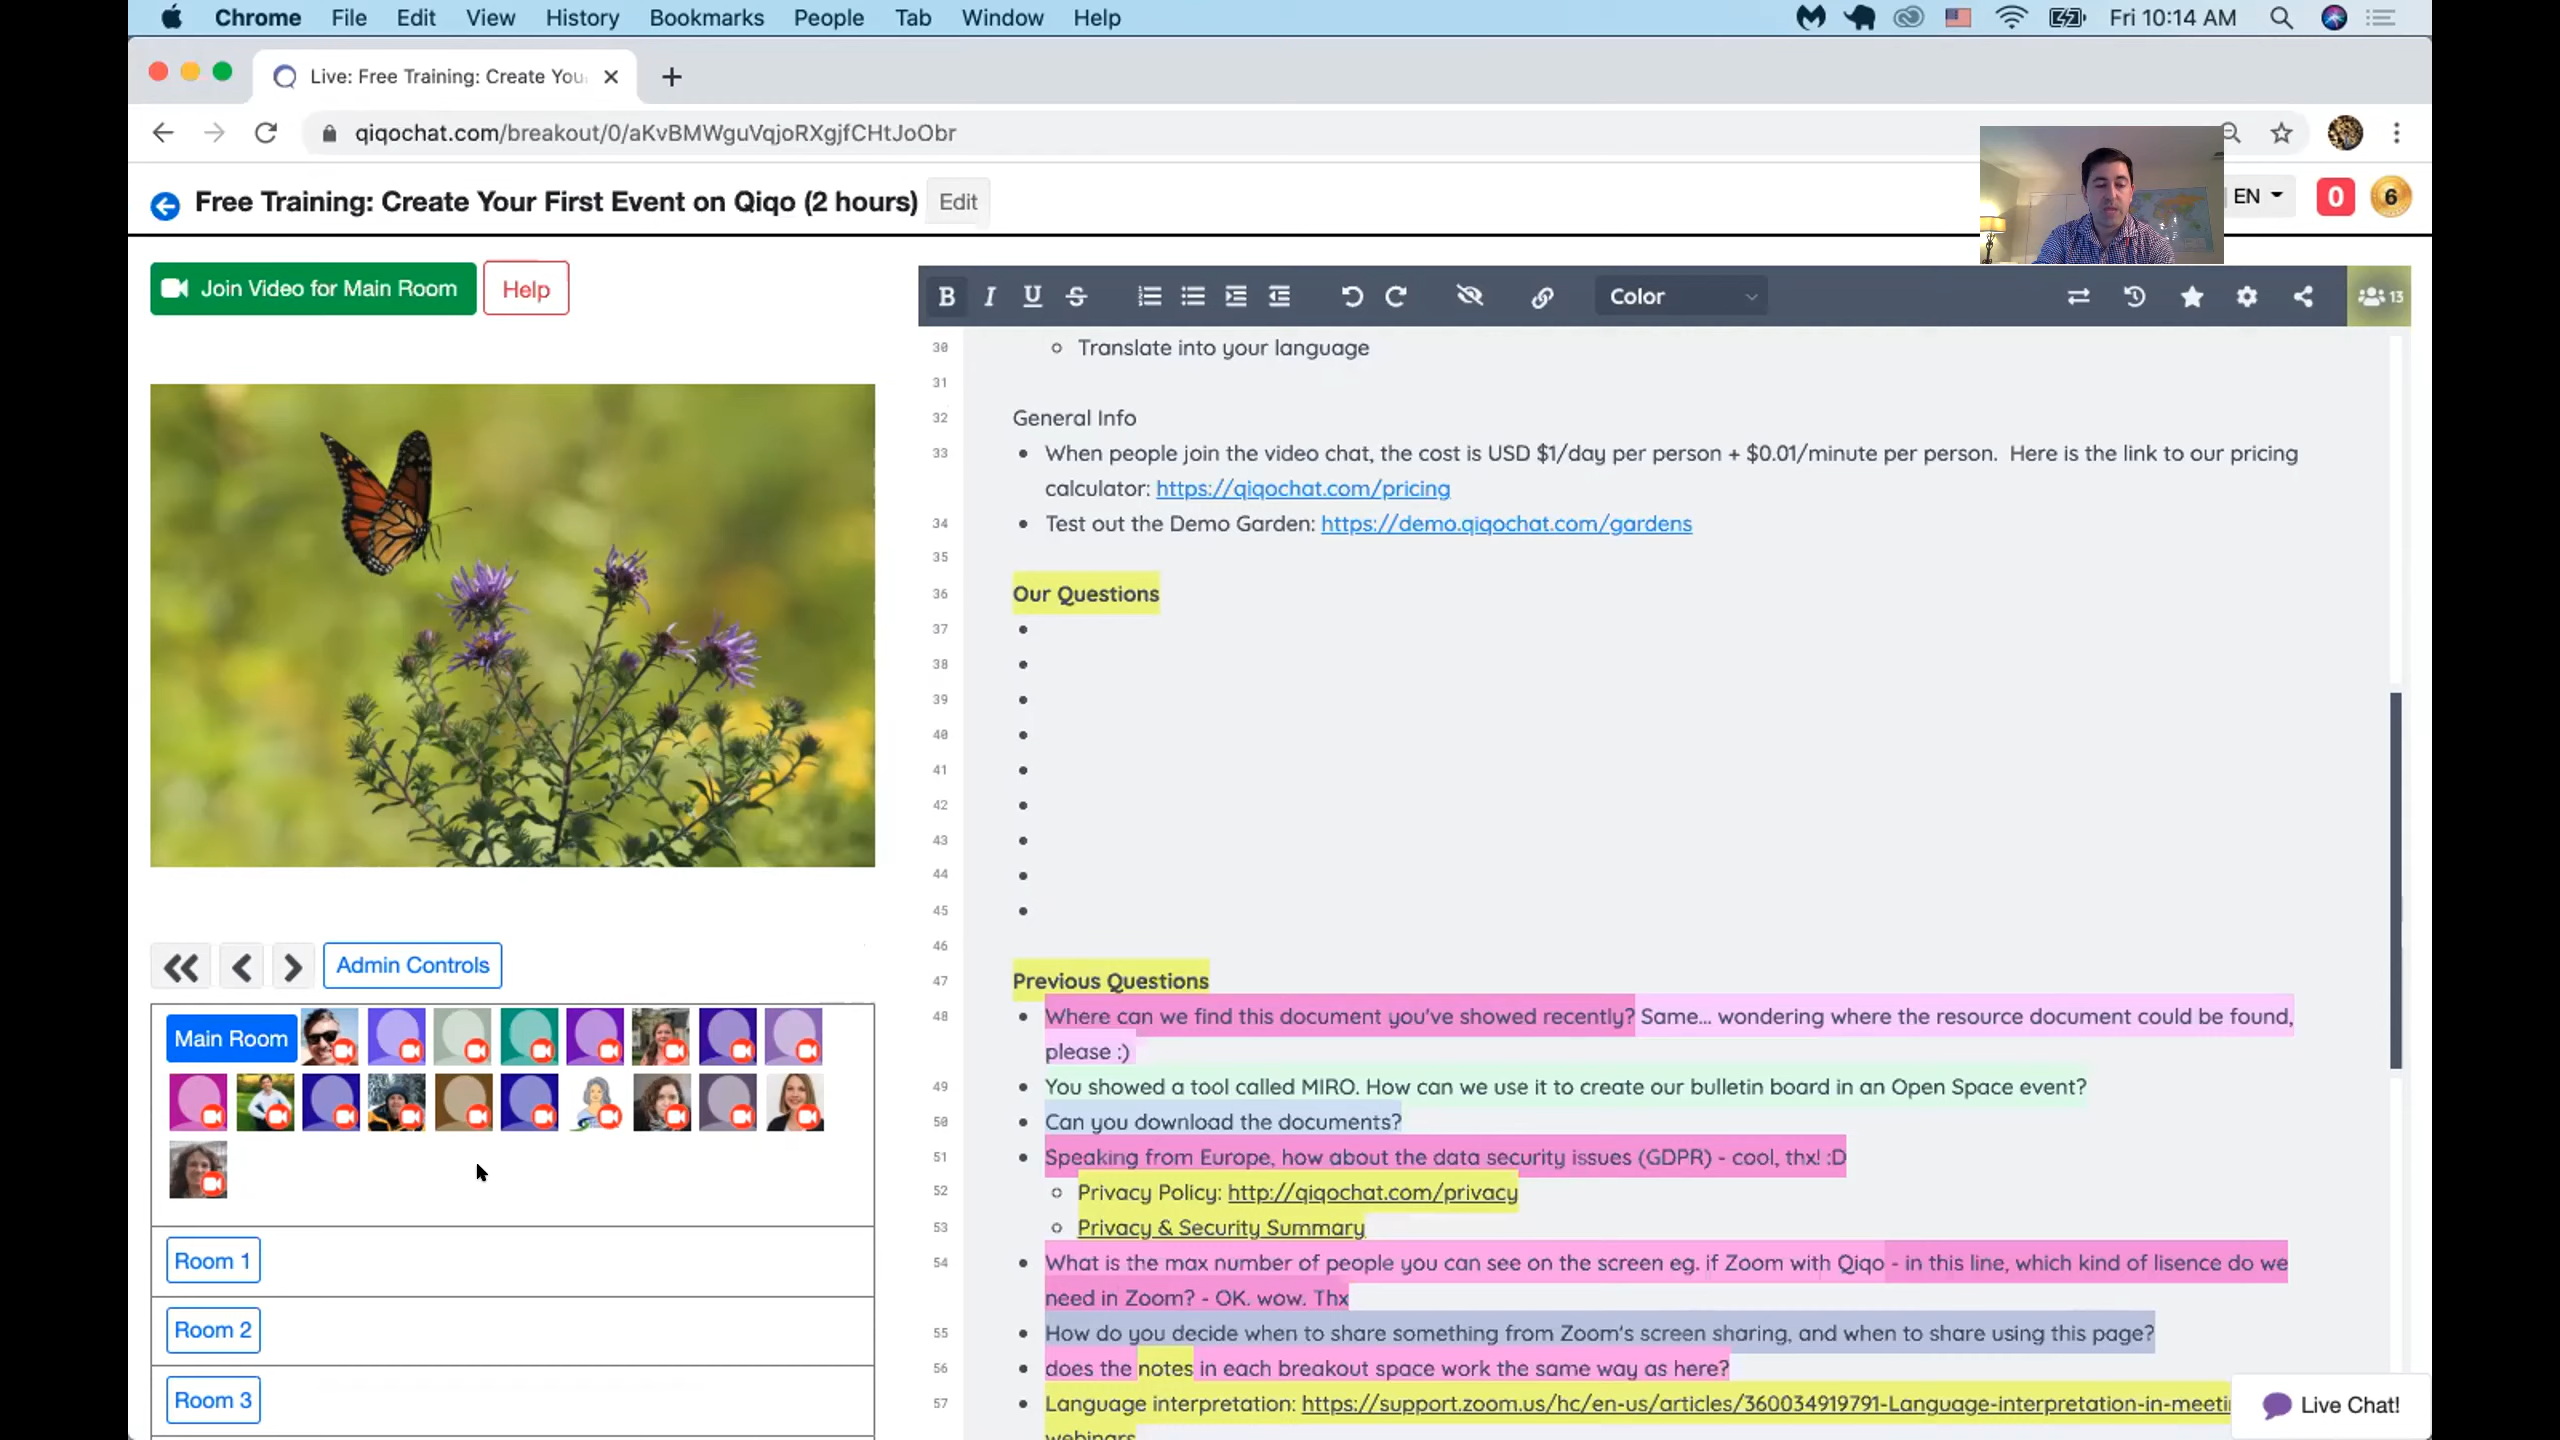 Chrome File Edit View History Bookmarks People Tab Window Help Fri 10:14 AM
Live: Free Training: Create You
qiqochat.com/breakout/0/aKvBMWguVqjoRXgjfCHtJoObr
Free Training: Create Your First Event on Qiqo (2 hours) Edit EN 0 6
Join Video for Main Room Help
B I U S Color 13
30 Translate into your language
31
32 General Info
33 When people join the video chat, the cost is USD $1/day per person + $0.01/minute per person. Here is the link to our pricing
calculator: https://qiqochat.com/pricing
34 Test out the Demo Garden: https://demo.qiqochat.com/gardens
35
36 Our Questions
37
38
39
40
41
42
43
44
45
46
47 Previous Questions
48 Where can we find this document you've showed recently? Same... wondering where the resource document could be found,
please :)
49 You showed a tool called MIRO. How can we use it to create our bulletin board in an Open Space event?
50 Can you download the documents?
51 Speaking from Europe, how about the data security issues (GDPR) - cool, thx! :D
52 Privacy Policy: http://qiqochat.com/privacy
53 Privacy & Security Summary
54 What is the max number of people you can see on the screen eg. if Zoom with Qiqo - in this line, which kind of lisence do we
need in Zoom? - OK. wow. Thx
55 How do you decide when to share something from Zoom's screen sharing, and when to share using this page?
56 does the notes in each breakout space work the same way as here?
57 Language interpretation: https://support.zoom.us/hc/en-us/articles/360034919791-Language-interpretation-in-meeti
webinars
Admin Controls
Main Room
Room 1
Room 2
Room 3
Live Chat!